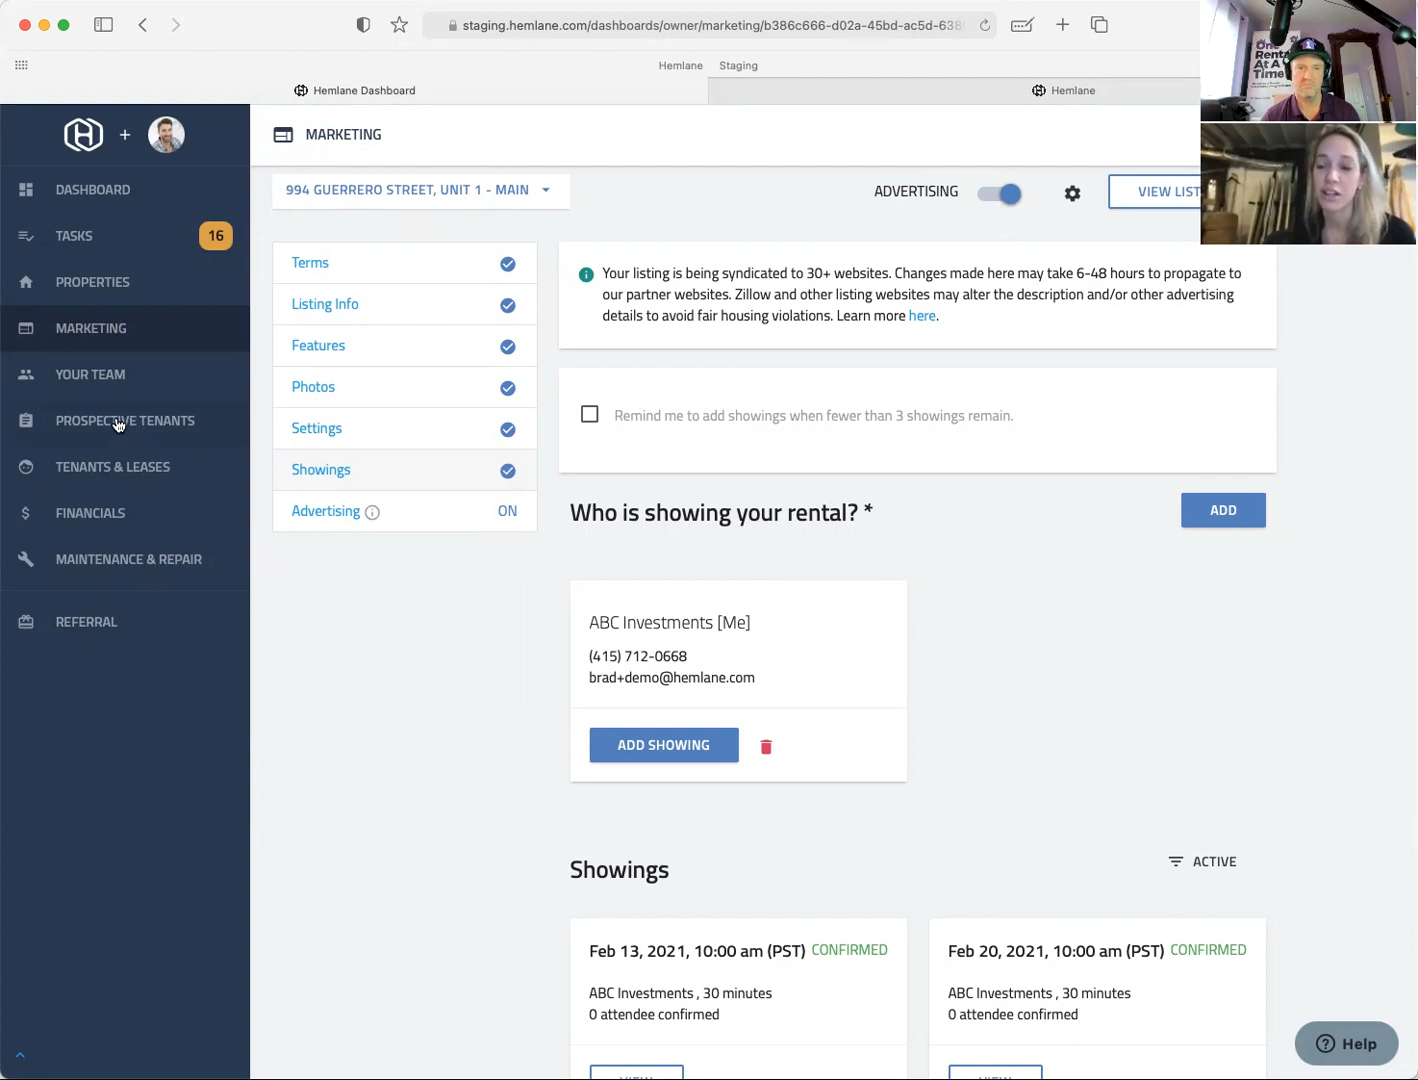 staging.hemlane.com/dashboards/owner/marketing/b386c666-d02a-45bd-ac5d-638
Hemlane
Staging
Hemlane Dashboard
Hemlane
One
Rental
At A
Time
MARKETING
DASHBOARD
TASKS
16
PROPERTIES
MARKETING
YOUR TEAM
PROSPECTIVE TENANTS
TENANTS & LEASES
FINANCIALS
MAINTENANCE & REPAIR
REFERRAL
994 GUERRERO STREET, UNIT 1 - MAIN
ADVERTISING
VIEW LIST
Terms
Listing Info
Features
Photos
Settings
Showings
Advertising
ON
Your listing is being syndicated to 30+ websites. Changes made here may take 6-48 hours to propagate to
our partner websites. Zillow and other listing websites may alter the description and/or other advertising
details to avoid fair housing violations. Learn more here.
Remind me to add showings when fewer than 3 showings remain.
Who is showing your rental? *
ADD
ABC Investments [Me]
(415) 712-0668
brad+demo@hemlane.com
ADD SHOWING
Showings
ACTIVE
Feb 13, 2021, 10:00 am (PST) CONFIRMED
ABC Investments , 30 minutes
0 attendee confirmed
VIEW
Feb 20, 2021, 10:00 am (PST) CONFIRMED
ABC Investments , 30 minutes
0 attendee confirmed
VIEW
Help